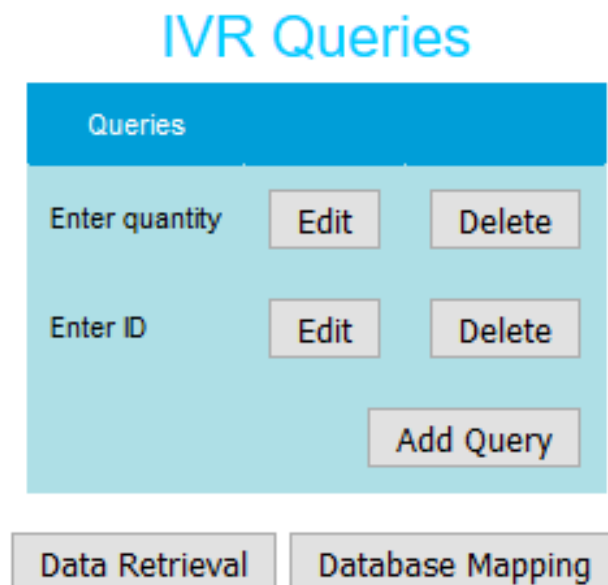 IVR Queries
Queries
Enter quantity Edit Delete
Enter ID Edit Delete
Add Query
Data Retrieval Database Mapping